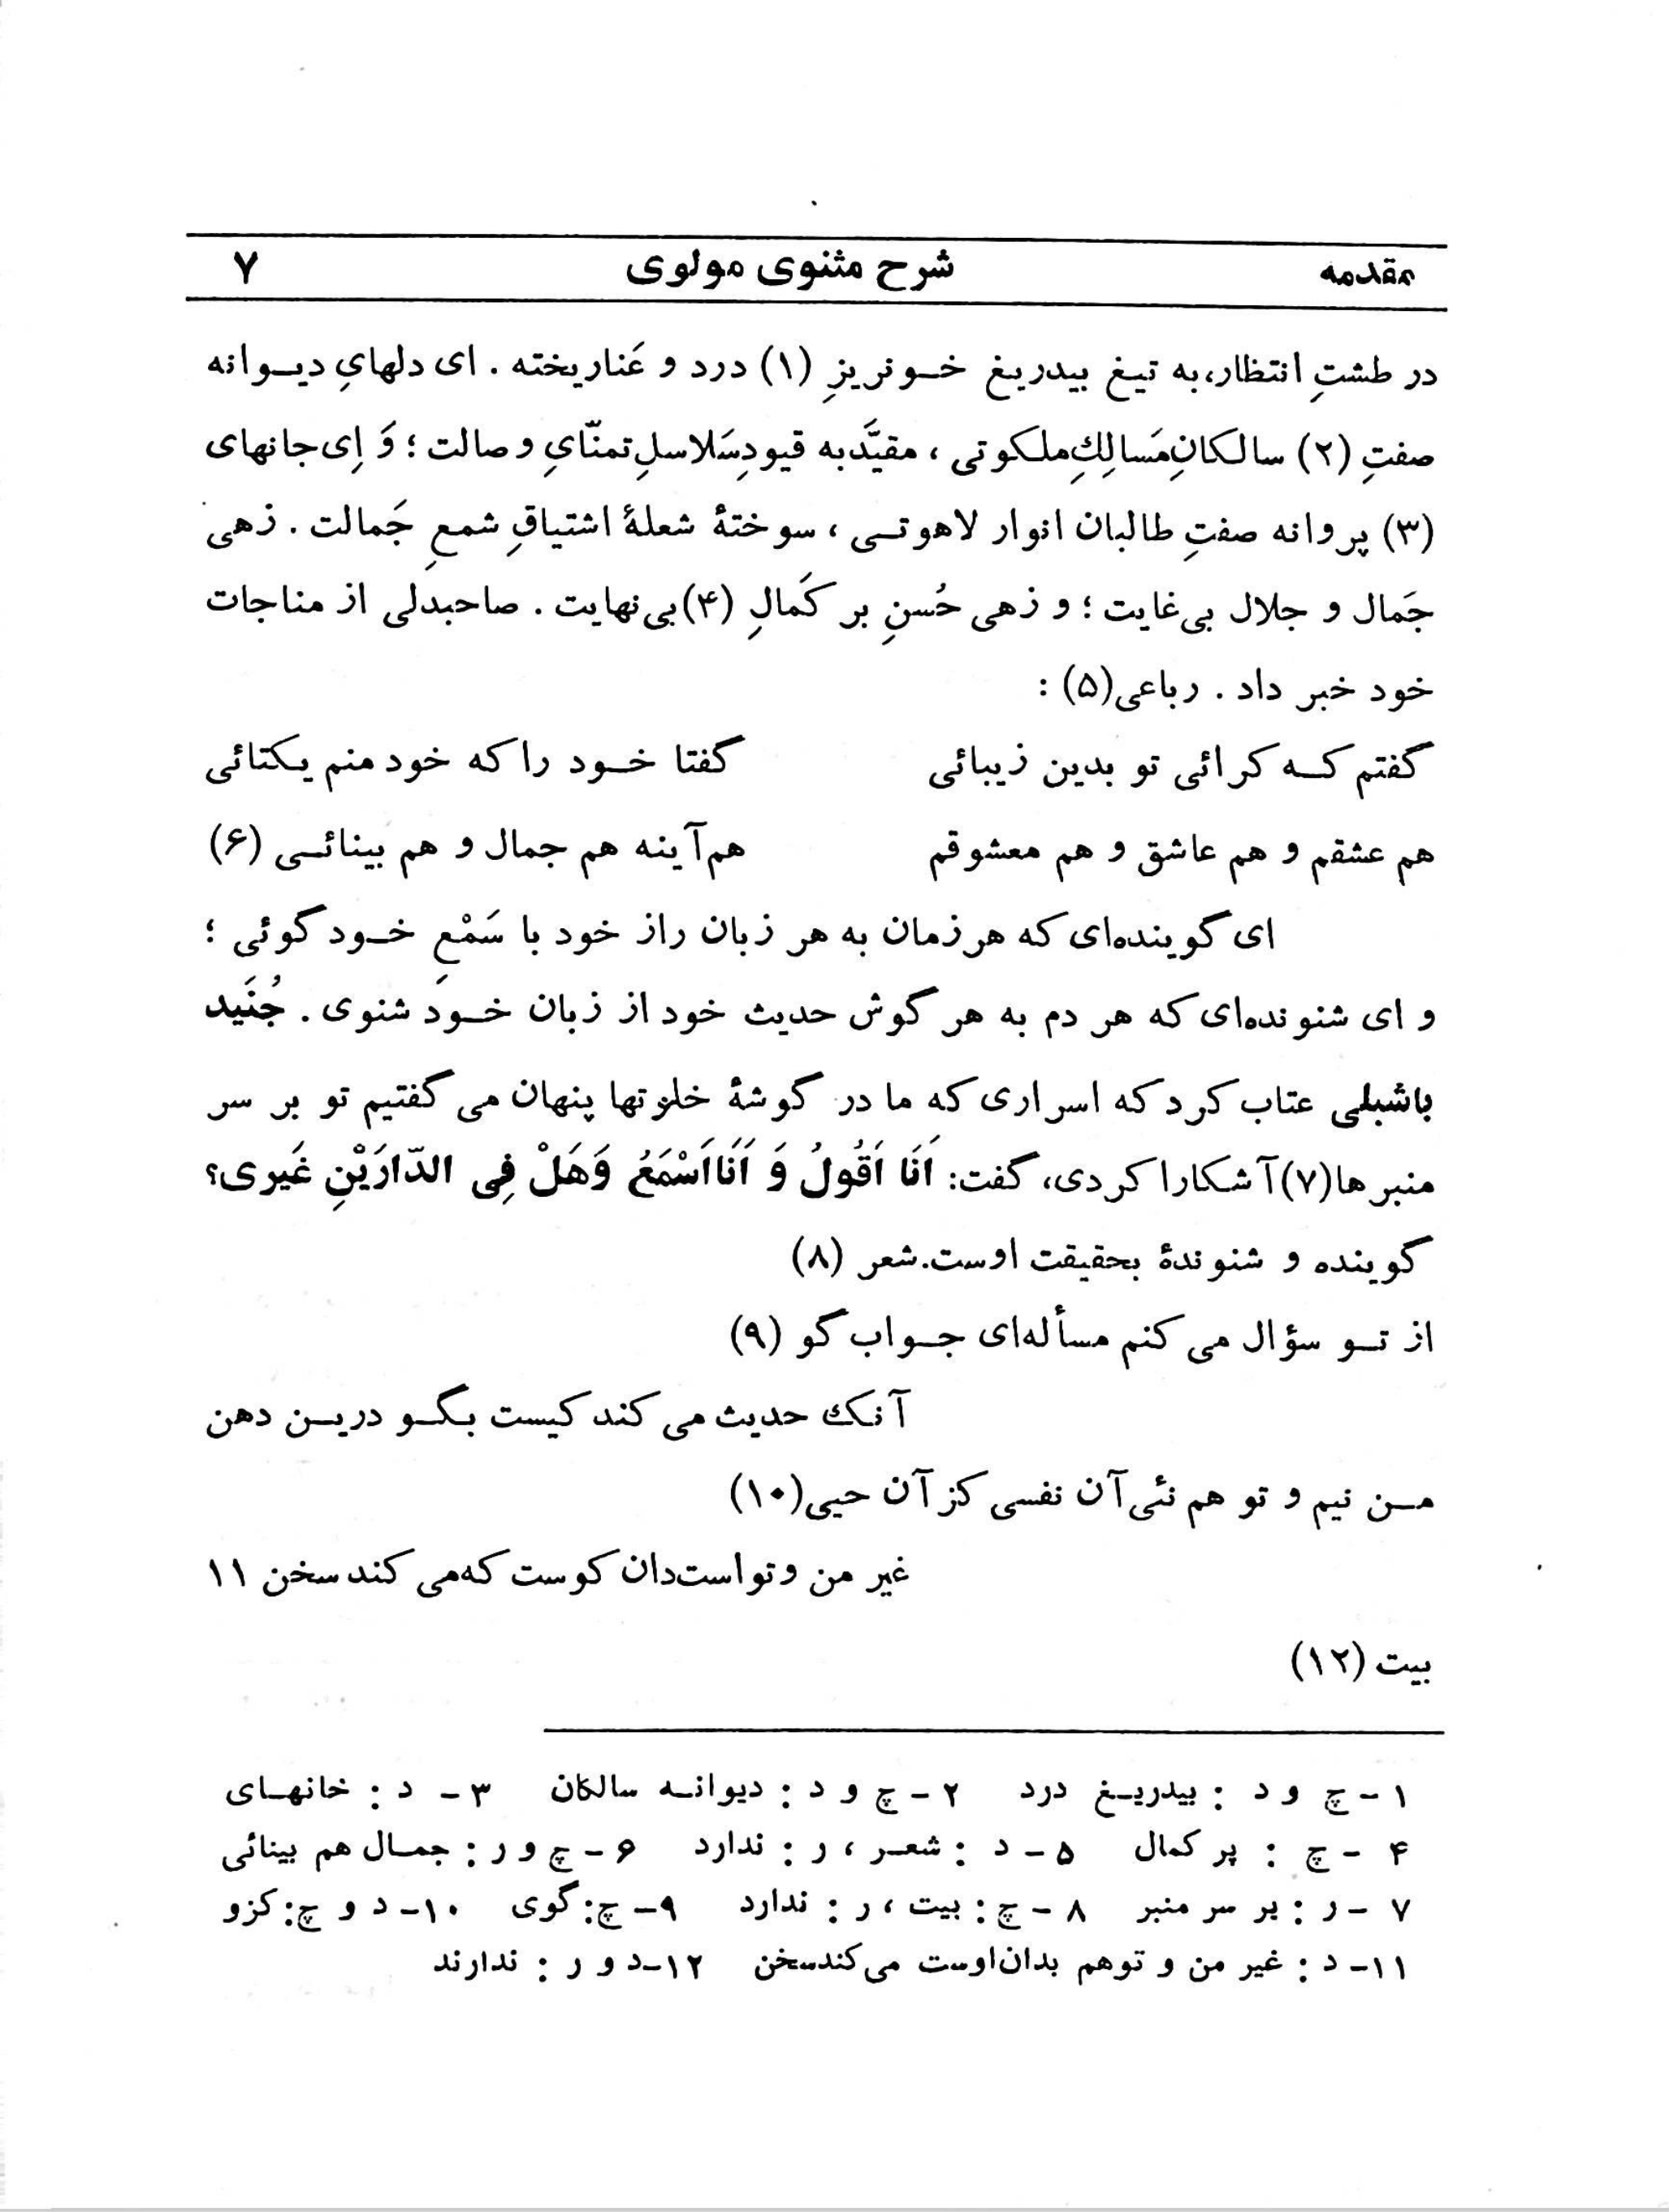 مقدمه شرح مثنوی مولوی ۷
در طشتِ انتظار، به تیغ بیدریغ خونریزِ (۱) درد و عَناریخته . ای دلهایِ دیوانه
صفتِ (۲) سالکانِ مَسالِكِ ملکوتی ، مقیَّد به قیودِ سَلاسلِ تمنّایِ وصالت ؛ وَ اِی جانهای
(۳) پروانه صفتِ طالبان انوار لاهوتی ، سوختهٔ شعلهٔ اشتیاقِ شمعِ جَمالت . زهی
جَمال و جلال بی‌غایت ؛ و زهی حُسنِ بر کَمالِ (۴) بی‌نهایت . صاحبدلی از مناجات
خود خبر داد . رباعی(۵) :
گفتم که کرائی تو بدین زیبائی گفتا خود را که خود منم یکتائی
هم عشقم و هم عاشق و هم معشوقم هم‌آینه هم جمال و هم بینائی (۶)
ای گوینده‌ای که هر زمان به هر زبان راز خود با سَمْعِ خود گوئی ؛
و ای شنونده‌ای که هر دم به هر گوش حدیث خود از زبان خود شنوی . جُنَید
باشبلی عتاب کرد که اسراری که ما در گوشهٔ خلوتها پنهان می گفتیم تو بر سر
منبرها(۷) آشکارا کردی، گفت: اَنَا اَقُولُ وَ اَنَا اَسْمَعُ وَهَلْ فِی الدّارَیْنِ غَیری؟
گوینده و شنوندهٔ بحقیقت اوست. شعر (۸)
از تو سؤال می کنم مسأله‌ای جواب گو (۹)
آنک حدیث می کند کیست بگو درین دهن
من نیم و تو هم نئی آن نفسی کز آن حیی(۱۰)
غیر من و تو است‌دان کوست که‌می کند سخن ۱۱
بیت (۱۲)
۱- چ و د : بیدریغ درد ۲- چ و د : دیوانه سالکان ۳- د : خانهای
۴ - چ : پر کمال ۵- د : شعر ، ر : ندارد ۶- چ و ر : جمال هم بینائی
۷ - ر : بر سر منبر ۸ - چ : بیت ، ر : ندارد ۹- چ: گوی ۱۰- د و چ: کزو
۱۱- د : غیر من و توهم بدان‌اوست می‌کندسخن ۱۲-د و ر : ندارند